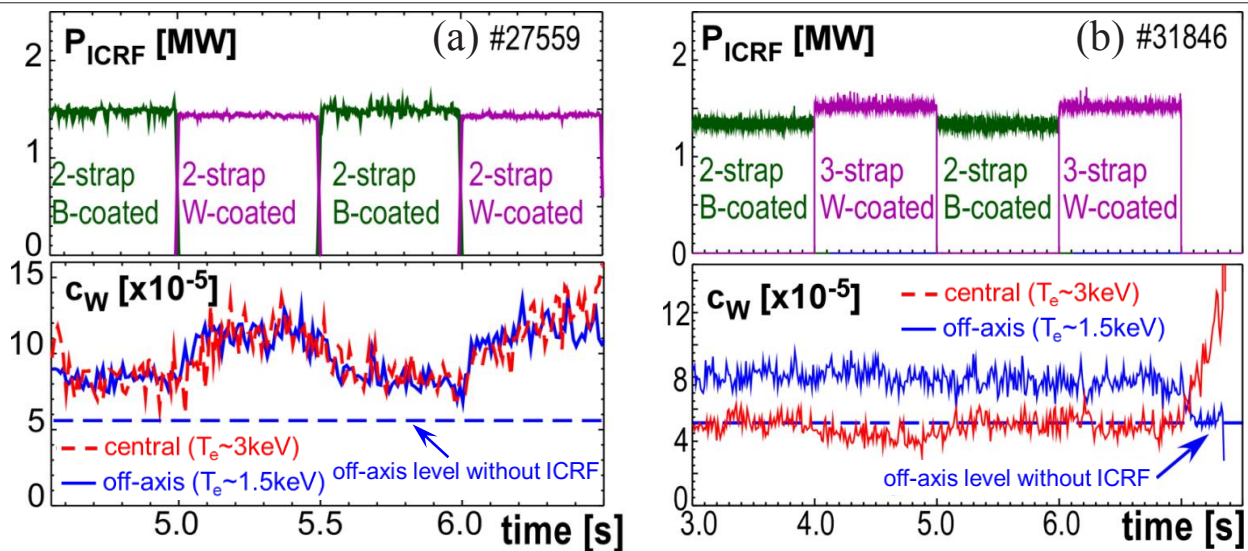 P_ICRF [MW] (a) #27559
2
1
0
2-strap B-coated
2-strap W-coated
2-strap B-coated
2-strap W-coated
c_W [x10^-5]
15
10
5
0
central (T_e~3keV)
off-axis (T_e~1.5keV)
off-axis level without ICRF
5.0 5.5 6.0 time [s]
P_ICRF [MW] (b) #31846
2
1
0
2-strap B-coated
3-strap W-coated
2-strap B-coated
3-strap W-coated
c_W [x10^-5]
central (T_e~3keV)
off-axis (T_e~1.5keV)
12
8
4
0
off-axis level without ICRF
3.0 4.0 5.0 6.0 time [s]